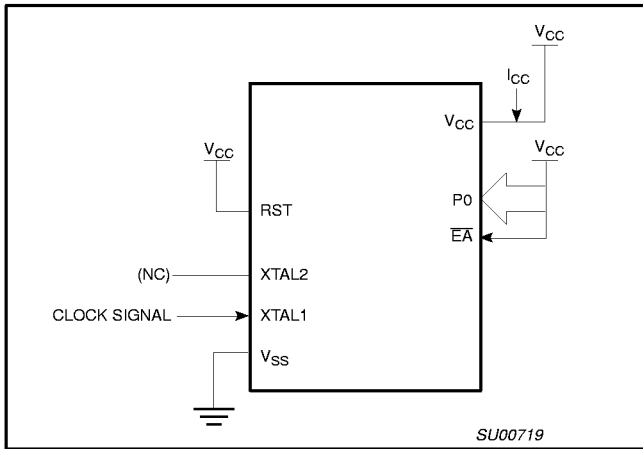 VCC
ICC
VCC
VCC
VCC
RST
P0
EA
(NC)
XTAL2
CLOCK SIGNAL
XTAL1
VSS
SU00719